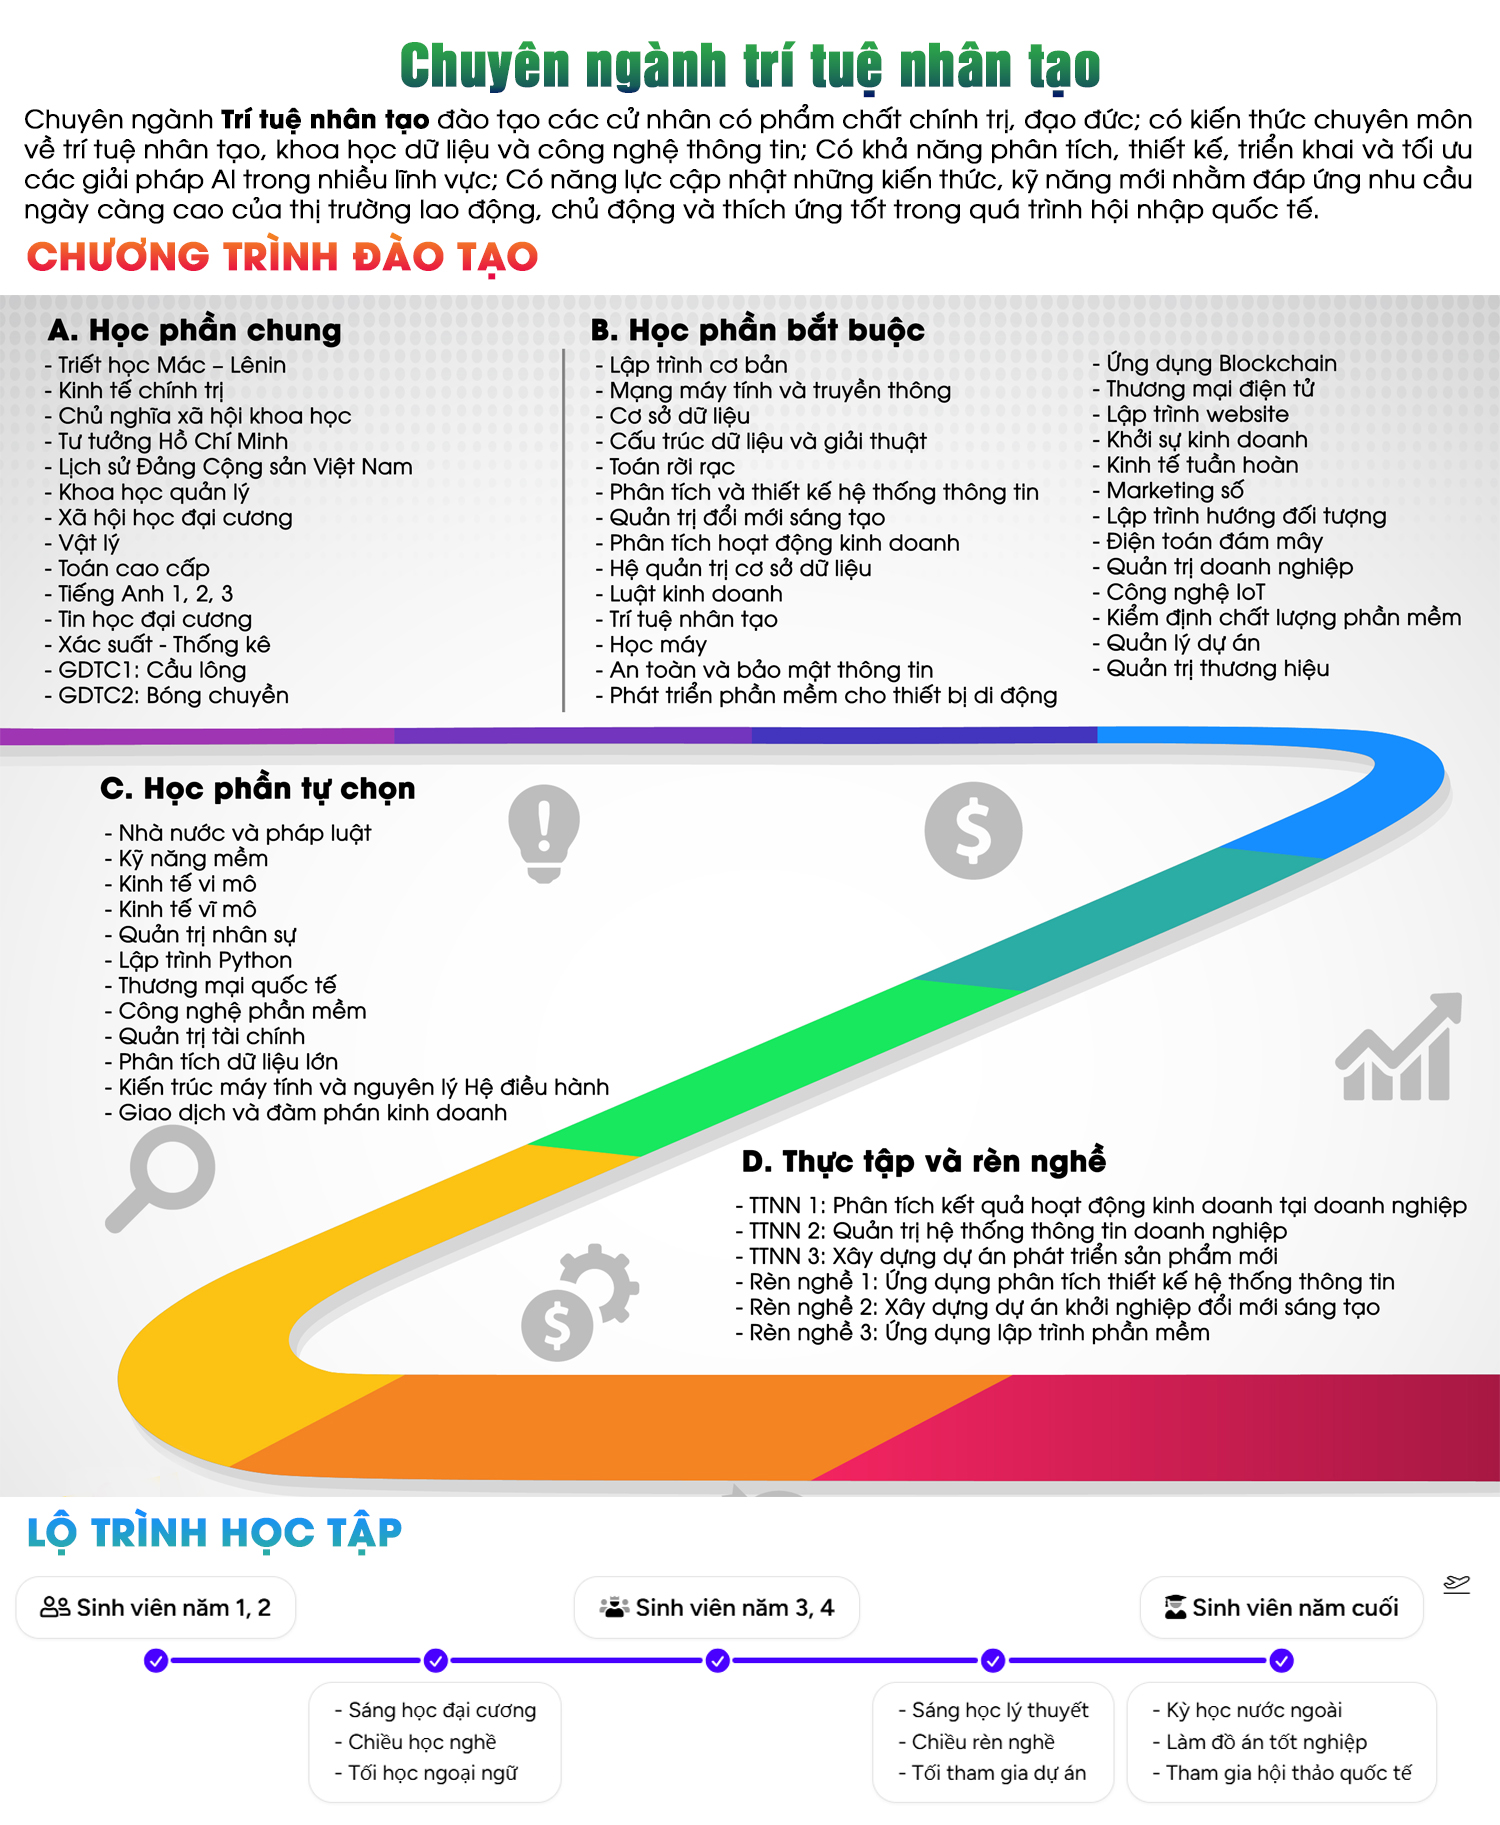 Chuyên ngành trí tuệ nhân tạo
Chuyên ngành Trí tuệ nhân tạo đào tạo các cử nhân có phẩm chất chính trị, đạo đức; có kiến thức chuyên môn
về trí tuệ nhân tạo, khoa học dữ liệu và công nghệ thông tin; Có khả năng phân tích, thiết kế, triển khai và tối ưu
các giải pháp AI trong nhiều lĩnh vực; Có năng lực cập nhật những kiến thức, kỹ năng mới nhằm đáp ứng nhu cầu
ngày càng cao của thị trường lao động, chủ động và thích ứng tốt trong quá trình hội nhập quốc tế.
CHƯƠNG TRÌNH ĐÀO TẠO
A. Học phần chung
- Triết học Mác – Lênin
- Kinh tế chính trị
- Chủ nghĩa xã hội khoa học
- Tư tưởng Hồ Chí Minh
- Lịch sử Đảng Cộng sản Việt Nam
- Khoa học quản lý
- Xã hội học đại cương
- Vật lý
- Toán cao cấp
- Tiếng Anh 1, 2, 3
- Tin học đại cương
- Xác suất - Thống kê
- GDTC1: Cầu lông
- GDTC2: Bóng chuyền
B. Học phần bắt buộc
- Lập trình cơ bản
- Mạng máy tính và truyền thông
- Cơ sở dữ liệu
- Cấu trúc dữ liệu và giải thuật
- Toán rời rạc
- Phân tích và thiết kế hệ thống thông tin
- Quản trị đổi mới sáng tạo
- Phân tích hoạt động kinh doanh
- Hệ quản trị cơ sở dữ liệu
- Luật kinh doanh
- Trí tuệ nhân tạo
- Học máy
- An toàn và bảo mật thông tin
- Phát triển phần mềm cho thiết bị di động
- Ứng dụng Blockchain
- Thương mại điện tử
- Lập trình website
- Khởi sự kinh doanh
- Kinh tế tuần hoàn
- Marketing số
- Lập trình hướng đối tượng
- Điện toán đám mây
- Quản trị doanh nghiệp
- Công nghệ IoT
- Kiểm định chất lượng phần mềm
- Quản lý dự án
- Quản trị thương hiệu
C. Học phần tự chọn
- Nhà nước và pháp luật
- Kỹ năng mềm
- Kinh tế vi mô
- Kinh tế vĩ mô
- Quản trị nhân sự
- Lập trình Python
- Thương mại quốc tế
- Công nghệ phần mềm
- Quản trị tài chính
- Phân tích dữ liệu lớn
- Kiến trúc máy tính và nguyên lý Hệ điều hành
- Giao dịch và đàm phán kinh doanh
D. Thực tập và rèn nghề
- TTNN 1: Phân tích kết quả hoạt động kinh doanh tại doanh nghiệp
- TTNN 2: Quản trị hệ thống thông tin doanh nghiệp
- TTNN 3: Xây dựng dự án phát triển sản phẩm mới
- Rèn nghề 1: Ứng dụng phân tích thiết kế hệ thống thông tin
- Rèn nghề 2: Xây dựng dự án khởi nghiệp đổi mới sáng tạo
- Rèn nghề 3: Ứng dụng lập trình phần mềm
LỘ TRÌNH HỌC TẬP
Sinh viên năm 1, 2
Sinh viên năm 3, 4
Sinh viên năm cuối
- Sáng học đại cương
- Chiều học nghề
- Tối học ngoại ngữ
- Sáng học lý thuyết
- Chiều rèn nghề
- Tối tham gia dự án
- Kỳ học nước ngoài
- Làm đồ án tốt nghiệp
- Tham gia hội thảo quốc tế